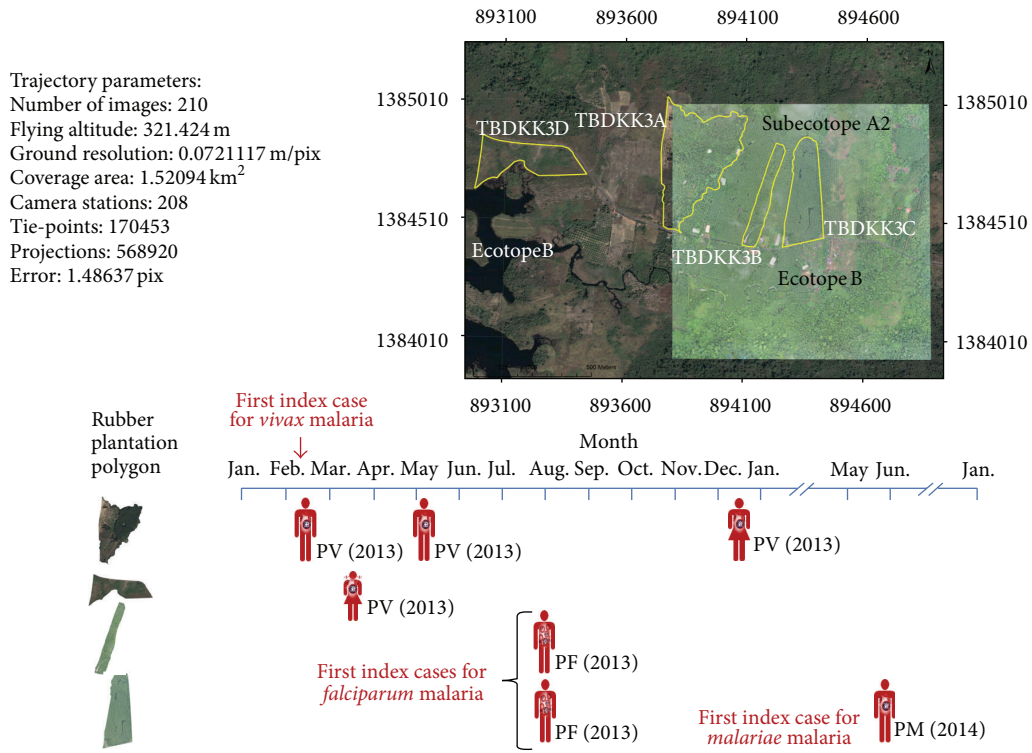 893100 893600 894100 894600
Trajectory parameters:
Number of images: 210
Flying altitude: 321.424 m
Ground resolution: 0.0721117 m/pix
Coverage area: 1.52094 km²
Camera stations: 208
Tie-points: 170453
Projections: 568920
Error: 1.48637 pix
1385010 1385010
TBDKK3D TBDKK3A Subecotope A2
1384510 1384510
EcotopeB TBDKK3B TBDKK3C
Ecotope B
1384010 1384010
500 Meters
893100 893600 894100 894600
First index case
for vivax malaria
Rubber
plantation
polygon
Month
Jan. Feb. Mar. Apr. May Jun. Jul. Aug. Sep. Oct. Nov. Dec. Jan. May Jun. Jan.
PV (2013) PV (2013) PV (2013)
PV (2013)
First index cases for
falciparum malaria
PF (2013)
PF (2013)
First index case for
malariae malaria
PM (2014)